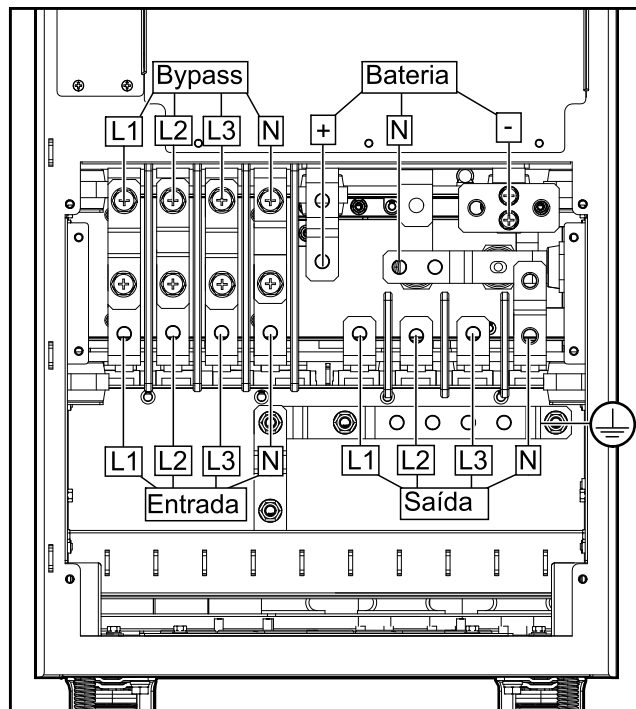 Bypass Bateria
L1 L2 L3 N + N -
L1 L2 L3 N L1 L2 L3 N
Entrada Saída